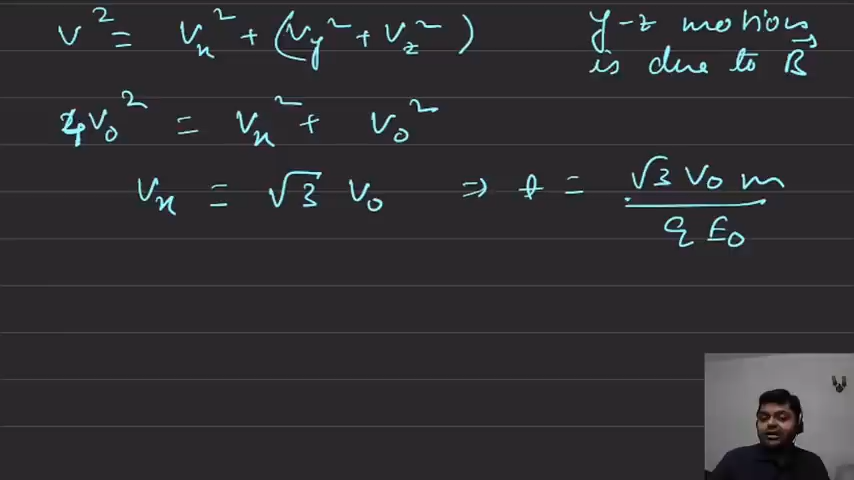 v² = vₓ² + (v_y² + v_z²)
y-z motion is due to B⃗
4v₀² = vₓ² + v₀²
vₓ = √3 v₀ ⇒ t = √3 v₀ m / q E₀